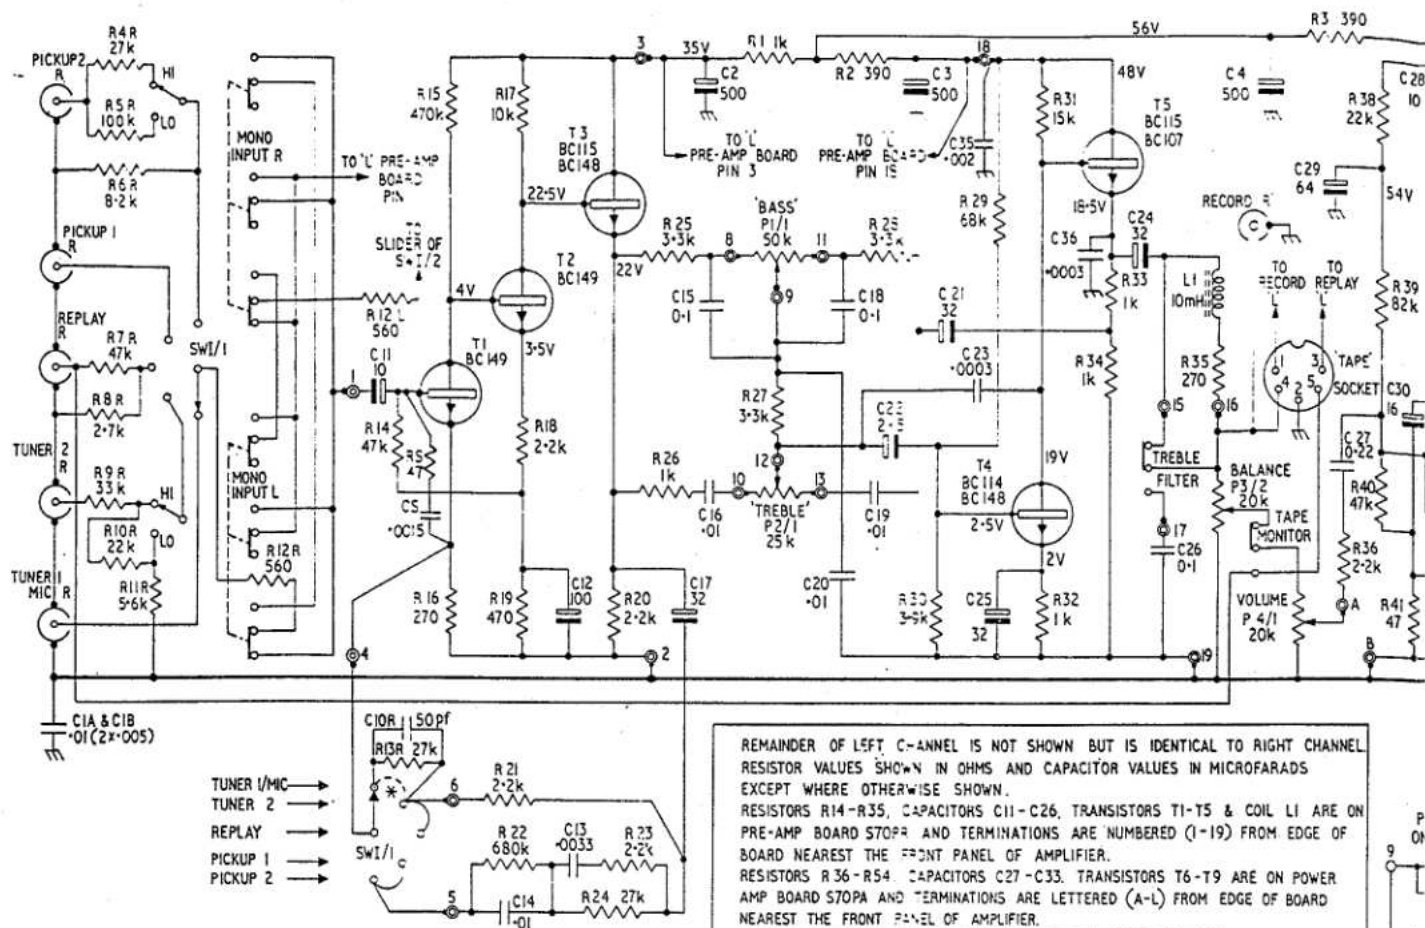 PICKUP2
R
R4R
27k
HI
R5R
100k
LO
R6R
8.2k
PICKUP 1
R
REPLAY
R
R7R
47k
R8R
2.7k
SWI/I
TUNER 2
R
R9R
33k
HI
R10R
22k
LO
R11R
5.6k
TUNER 1
MIC R
C1A & C1B
.01 (2x.005)
MONO
INPUT R
MONO
INPUT L
R12R
560
TO 'L' PRE-AMP
BOARD
PIN
SLIDER OF
R12L
560
1
C11
10
R14
47k
47
4V
T1
BC149
R15
470k
R16
270
4
R17
10k
22.5V
T2
BC149
3.5V
R18
2.2k
R19
470
C12
100
T3
BC115
BC148
22V
R20
2.2k
C17
32
2
3
35V
C2
500
R1 1k
R2 390
C3
500
18
TO 'L'
PRE-AMP BOARD
PIN 3
PRE-AMP BOARD
C35
.002
R25
3.3k
8
'BASS'
P1/1
50k
11
C15
0.1
9
C18
0.1
R27
3.3k
12
R26
1k
C16
.01
10
'TREBLE'
P2/1
25k
13
C19
.01
C20
.01
C21
32
C23
.0003
R29
68k
R31
15k
48V
T5
BC115
BC107
18.5V
C36
.0003
C24
32
R33
1k
R34
1k
19V
T4
BC114
BC148
2.5V
2V
C25
32
R32
1k
56V
R3 390
C4
500
RECORD R
L1
10mH
R35
270
15
16
TREBLE
FILTER
17
C26
0.1
19
TO
RECORD
'L'
TO
REPLAY
'L'
1
3
4
5
2
'TAPE'
SOCKET
BALANCE
P3/2
20k
TAPE
MONITOR
VOLUME
P4/1
20k
C27
0.22
R36
2.2k
A
B
R38
22k
C28
10
C29
64
54V
R39
82k
C30
16
R40
47k
R41
47
C10R
50pf
R13R 27k
*
6
R21
2.2k
TUNER 1/MIC
TUNER 2
REPLAY
PICKUP 1
PICKUP 2
SWI/I
R22
680k
C13
.0033
R23
2.2k
5
C14
.01
R24 27k
REMAINDER OF LEFT CHANNEL IS NOT SHOWN BUT IS IDENTICAL TO RIGHT CHANNEL.
RESISTOR VALUES SHOWN IN OHMS AND CAPACITOR VALUES IN MICROFARADS
EXCEPT WHERE OTHERWISE SHOWN.
RESISTORS R14-R35, CAPACITORS C11-C26, TRANSISTORS T1-T5 & COIL L1 ARE ON
PRE-AMP BOARD S70PR AND TERMINATIONS ARE NUMBERED (1-19) FROM EDGE OF
BOARD NEAREST THE FRONT PANEL OF AMPLIFIER.
RESISTORS R36-R54. CAPACITORS C27-C33. TRANSISTORS T6-T9 ARE ON POWER
AMP BOARD S70PA AND TERMINATIONS ARE LETTERED (A-L) FROM EDGE OF BOARD
NEAREST THE FRONT PANEL OF AMPLIFIER.
9